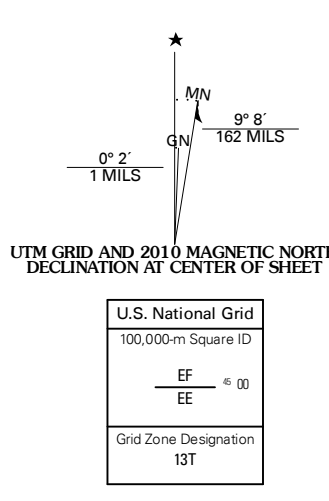 MN
9° 8´
162 MILS
GN
0° 2´
1 MILS
UTM GRID AND 2010 MAGNETIC NORTH
DECLINATION AT CENTER OF SHEET
U.S. National Grid
100,000-m Square ID
EF
45 00
EE
Grid Zone Designation
13T